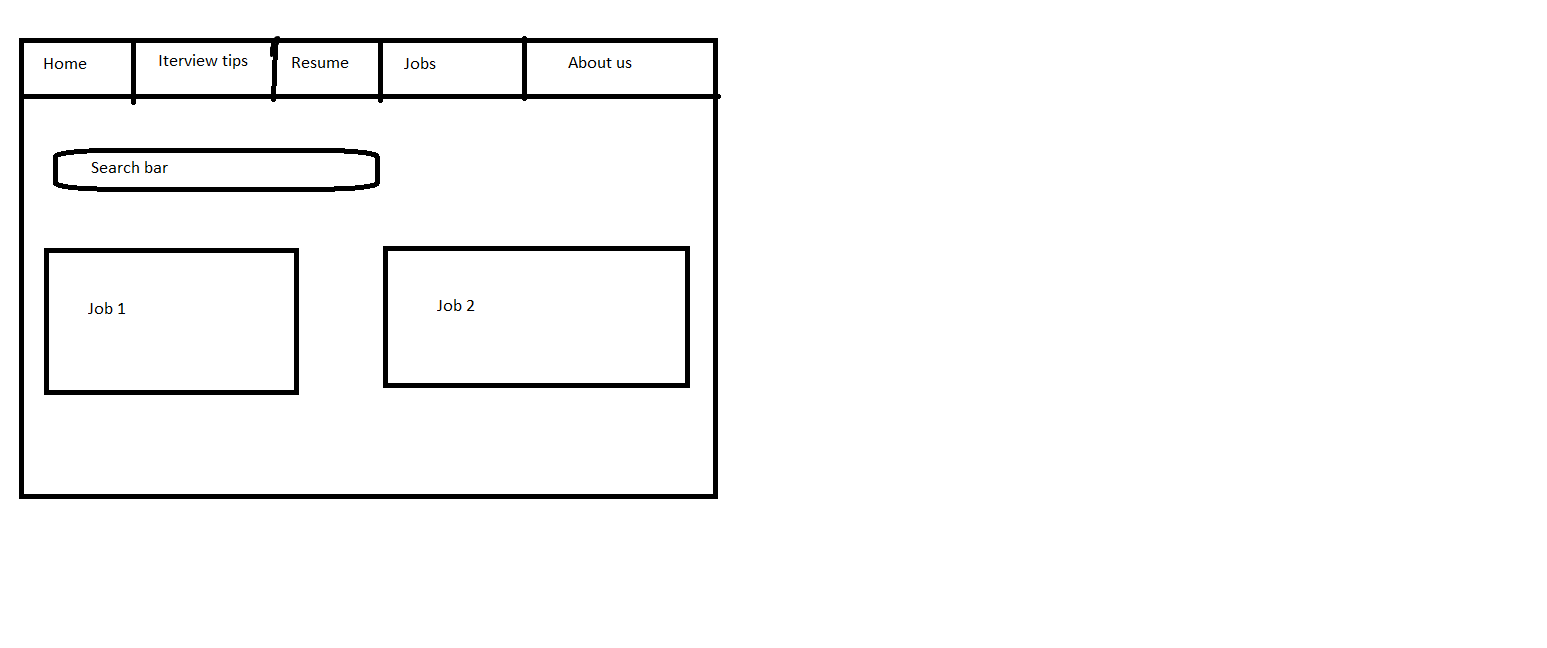 Home
Iterview tips
Resume
Jobs
About us
Search bar
Job 1
Job 2